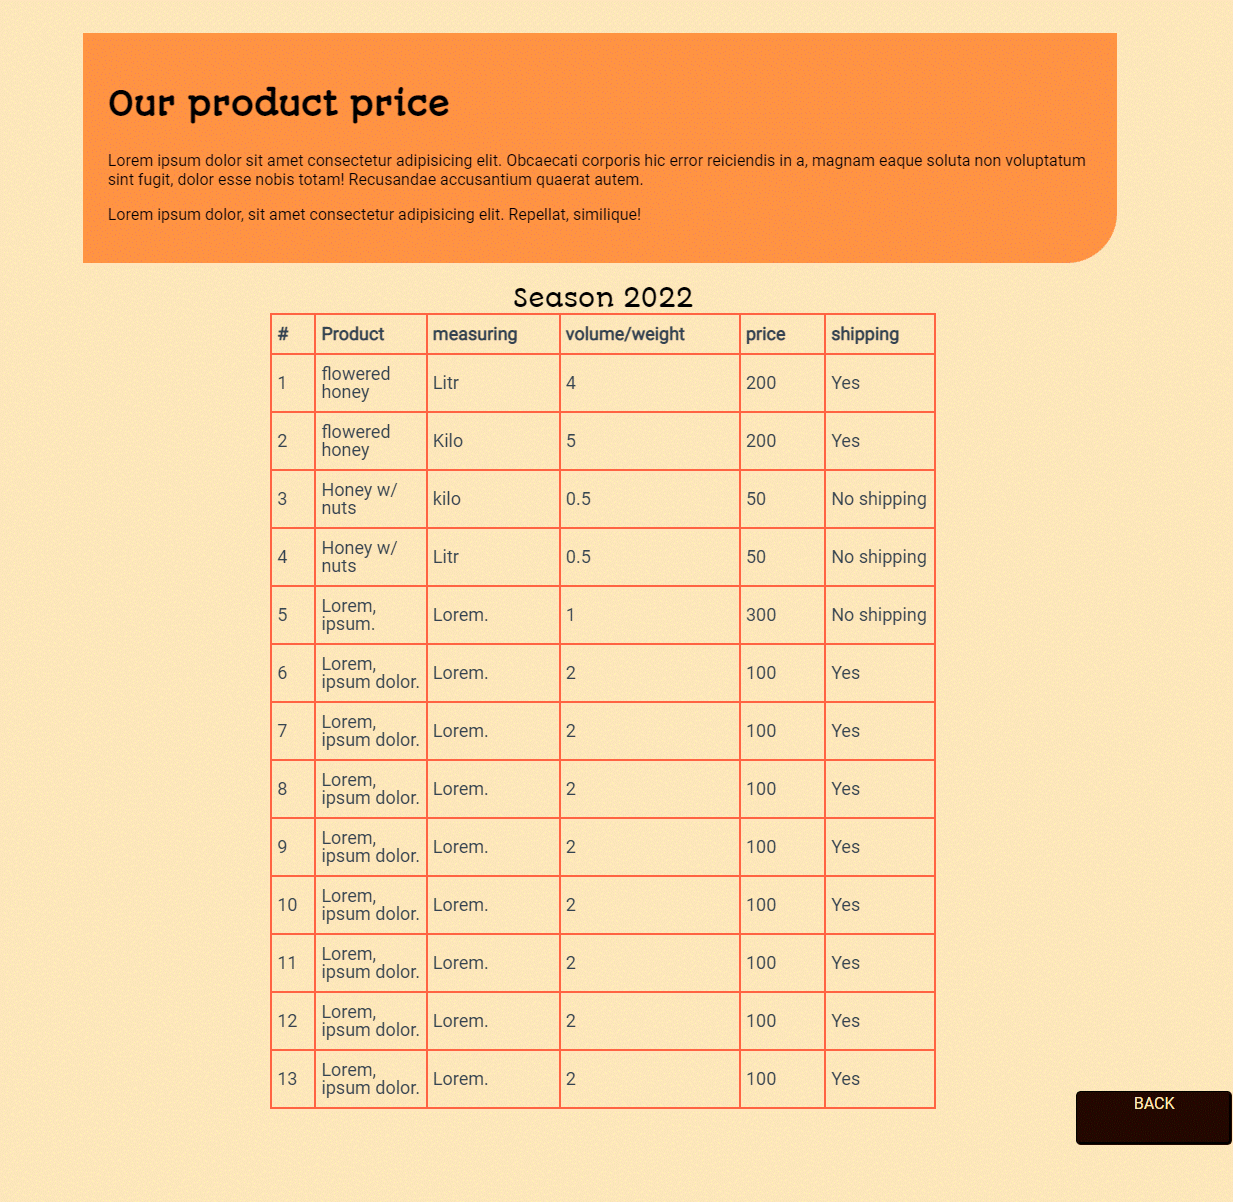 Our product price
Lorem ipsum dolor sit amet consectetur adipisicing elit. Obcaecati corporis hic error reiciendis in a, magnam eaque soluta non voluptatum
sint fugit, dolor esse nobis totam! Recusandae accusantium quaerat autem.
Lorem ipsum dolor, sit amet consectetur adipisicing elit. Repellat, similique!
Season 2022
# Product measuring volume/weight price shipping
1 flowered honey Litr 4 200 Yes
2 flowered honey Kilo 5 200 Yes
3 Honey w/ nuts kilo 0.5 50 No shipping
4 Honey w/ nuts Litr 0.5 50 No shipping
5 Lorem, ipsum. Lorem. 1 300 No shipping
6 Lorem, ipsum dolor. Lorem. 2 100 Yes
7 Lorem, ipsum dolor. Lorem. 2 100 Yes
8 Lorem, ipsum dolor. Lorem. 2 100 Yes
9 Lorem, ipsum dolor. Lorem. 2 100 Yes
10 Lorem, ipsum dolor. Lorem. 2 100 Yes
11 Lorem, ipsum dolor. Lorem. 2 100 Yes
12 Lorem, ipsum dolor. Lorem. 2 100 Yes
13 Lorem, ipsum dolor. Lorem. 2 100 Yes
BACK